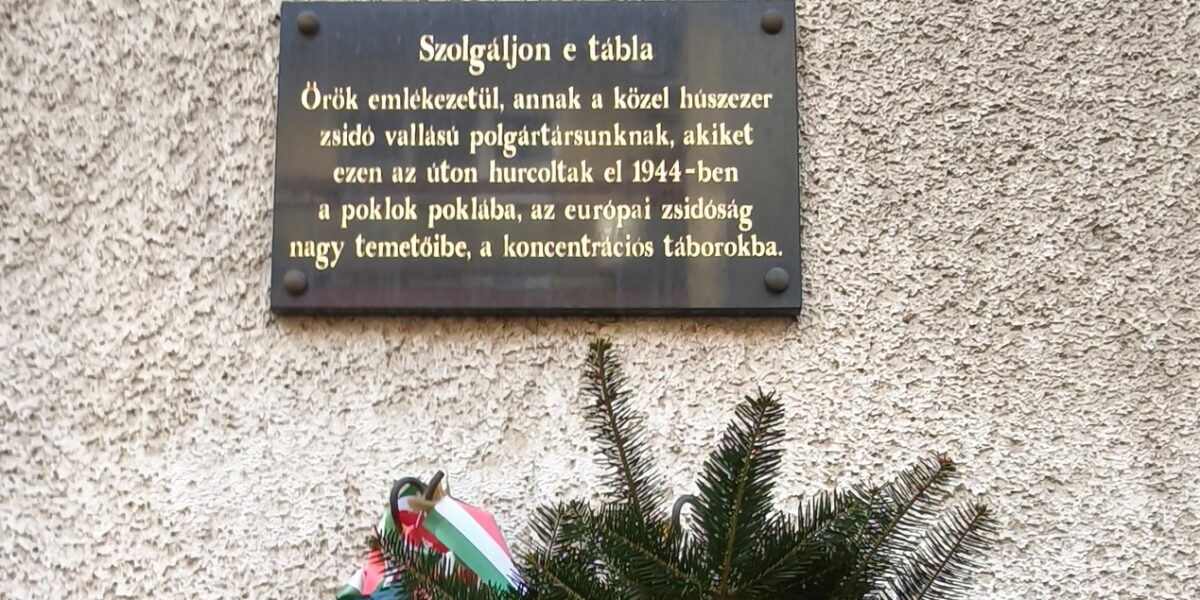 Szolgáljon e tábla
Örök emlékezetül, annak a közel húszezer
zsidó vallású polgártársunknak, akiket
ezen az úton hurcoltak el 1944-ben
a poklok poklába, az európai zsidóság
nagy temetőibe, a koncentrációs táborokba.